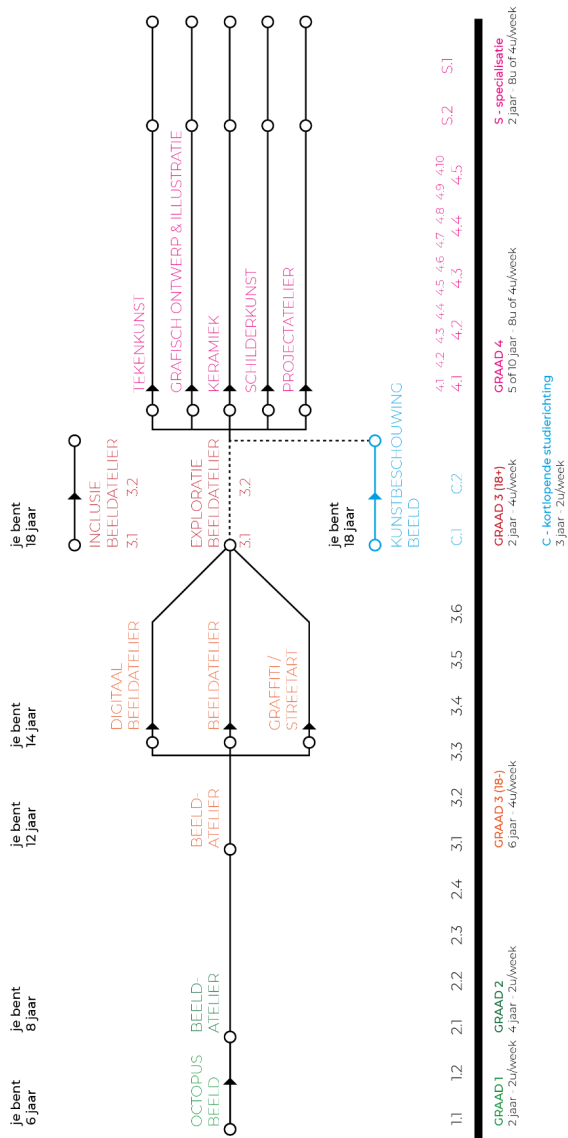 je bent
6 jaar
je bent
8 jaar
je bent
12 jaar
je bent
14 jaar
je bent
18 jaar
OCTOPUS
BEELD
BEELD-
ATELIER
BEELD-
ATELIER
DIGITAAL
BEELDATELIER
BEELDATELIER
GRAFFITI /
STREETART
INCLUSIE
BEELDATELIER
3.1 3.2
EXPLORATIE
BEELDATELIER
3.1 3.2
je bent
18 jaar
KUNSTBESCHOUWING
BEELD
TEKENKUNST
GRAFISCH ONTWERP & ILLUSTRATIE
KERAMIEK
SCHILDERKUNST
PROJECTATELIER
1.1 1.2 2.1 2.2 2.3 2.4 3.1 3.2 3.3 3.4 3.5 3.6 C.1 C.2
4.1 4.2 4.3 4.4 4.5 4.6 4.7 4.8 4.9 4.10
4.1 4.2 4.3 4.4 4.5
S.2 S.1
GRAAD 1
2 jaar - 2u/week
GRAAD 2
4 jaar - 2u/week
GRAAD 3 (18-)
6 jaar - 4u/week
GRAAD 3 (18+)
2 jaar - 4u/week
C - kortlopende studierichting
3 jaar - 2u/week
GRAAD 4
5 of 10 jaar - 8u of 4u/week
S - specialisatie
2 jaar - 8u of 4u/week